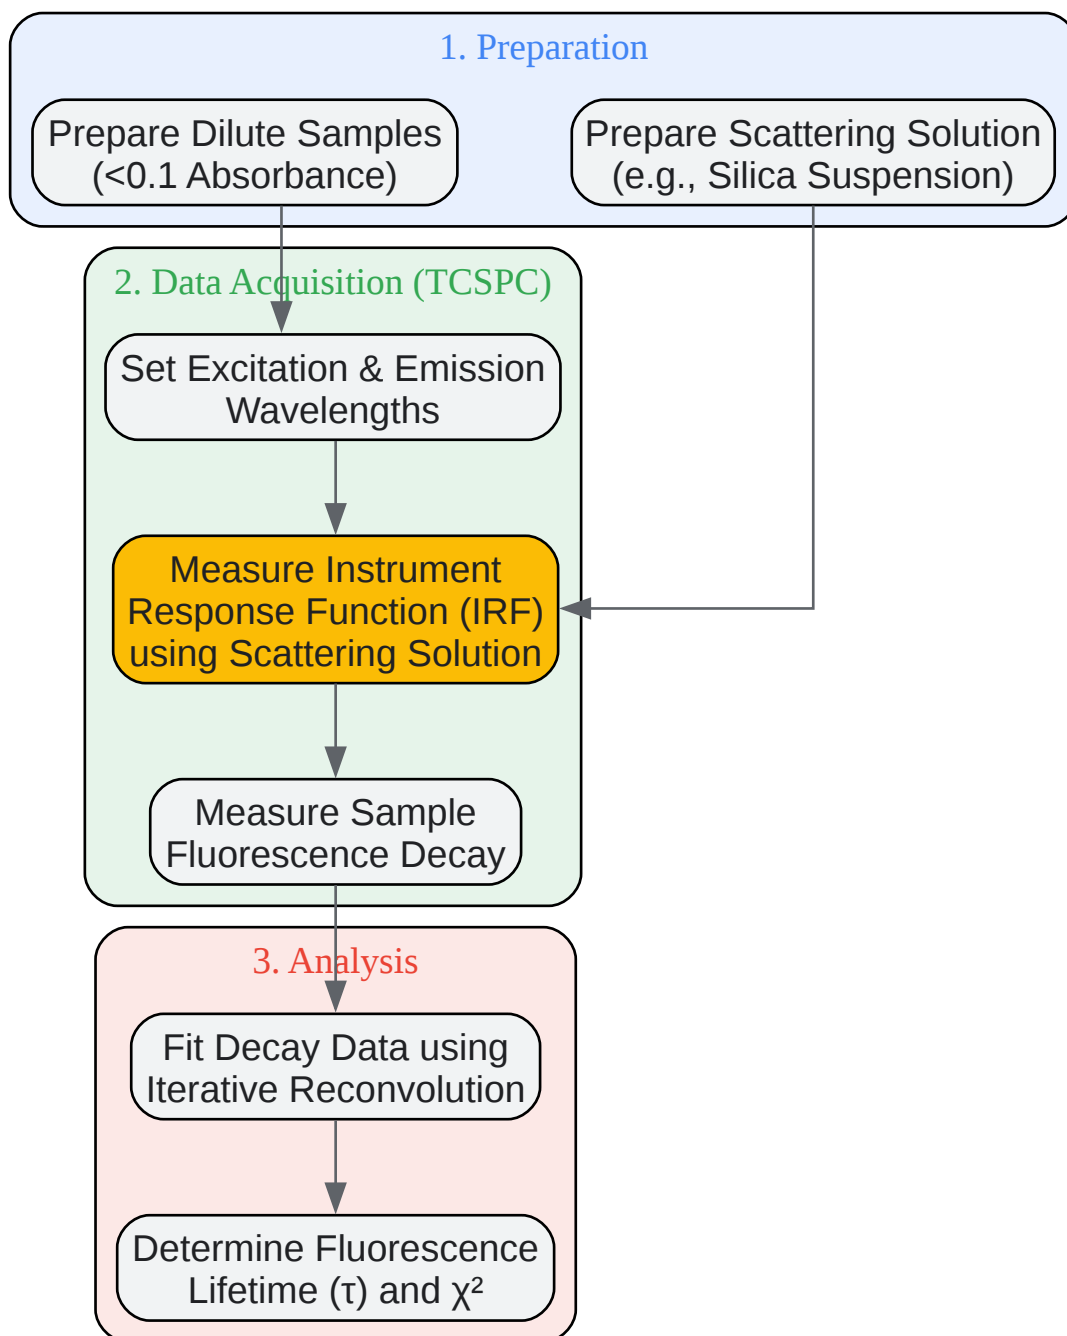 1. Preparation
Prepare Dilute Samples
(<0.1 Absorbance)
Prepare Scattering Solution
(e.g., Silica Suspension)
2. Data Acquisition (TCSPC)
Set Excitation & Emission
Wavelengths
Measure Instrument
Response Function (IRF)
using Scattering Solution
Measure Sample
Fluorescence Decay
3. Analysis
Fit Decay Data using
Iterative Reconvolution
Determine Fluorescence
Lifetime (τ) and χ²